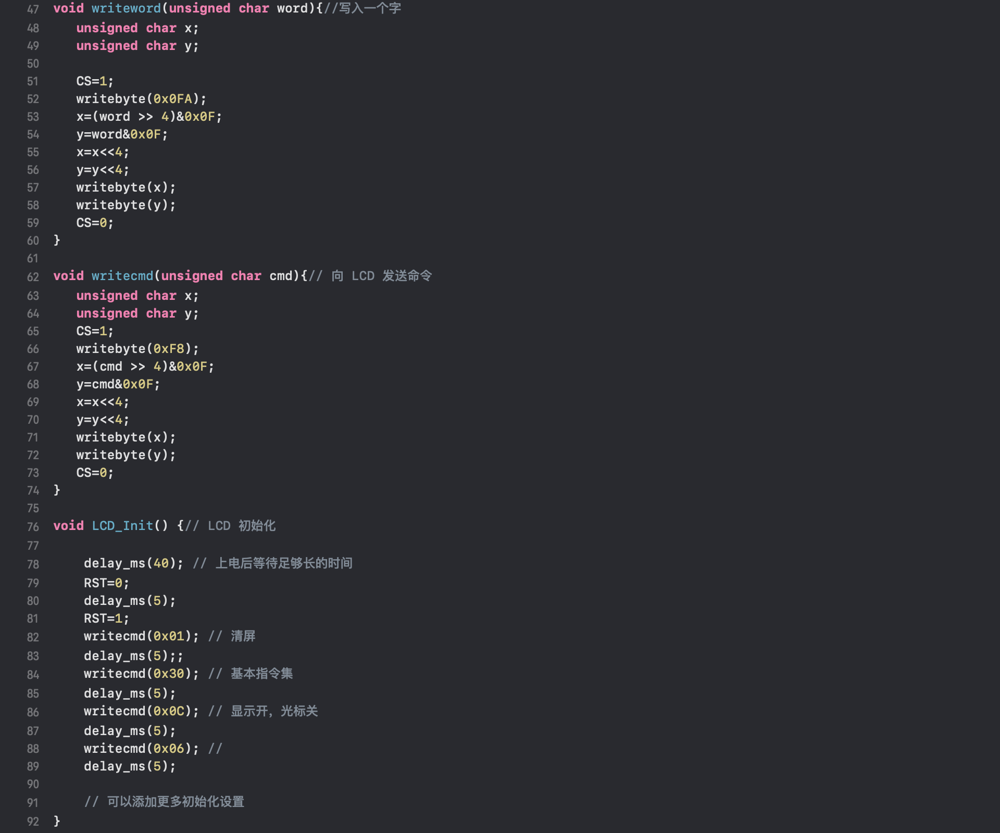 47 void writeword(unsigned char word){//写入一个字
48    unsigned char x;
49    unsigned char y;
50
51    CS=1;
52    writebyte(0x0FA);
53    x=(word >> 4)&0x0F;
54    y=word&0x0F;
55    x=x<<4;
56    y=y<<4;
57    writebyte(x);
58    writebyte(y);
59    CS=0;
60 }
61
62 void writecmd(unsigned char cmd){// 向 LCD 发送命令
63    unsigned char x;
64    unsigned char y;
65    CS=1;
66    writebyte(0xF8);
67    x=(cmd >> 4)&0x0F;
68    y=cmd&0x0F;
69    x=x<<4;
70    y=y<<4;
71    writebyte(x);
72    writebyte(y);
73    CS=0;
74 }
75
76 void LCD_Init() {// LCD 初始化
77
78     delay_ms(40); // 上电后等待足够长的时间
79     RST=0;
80     delay_ms(5);
81     RST=1;
82     writecmd(0x01); // 清屏
83     delay_ms(5);;
84     writecmd(0x30); // 基本指令集
85     delay_ms(5);
86     writecmd(0x0C); // 显示开，光标关
87     delay_ms(5);
88     writecmd(0x06); //
89     delay_ms(5);
90
91     // 可以添加更多初始化设置
92 }